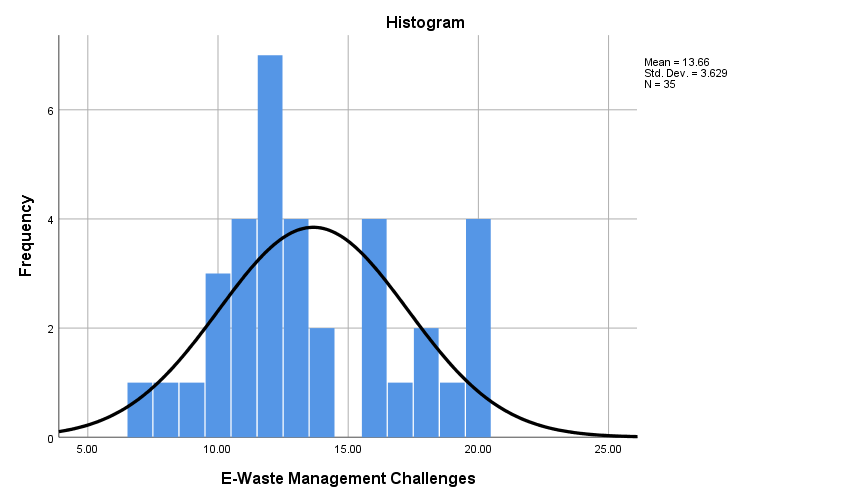 Histogram
Mean = 13.66
Std. Dev. = 3.629
N = 35
Frequency
6
4
2
0
5.00 10.00 15.00 20.00 25.00
E-Waste Management Challenges